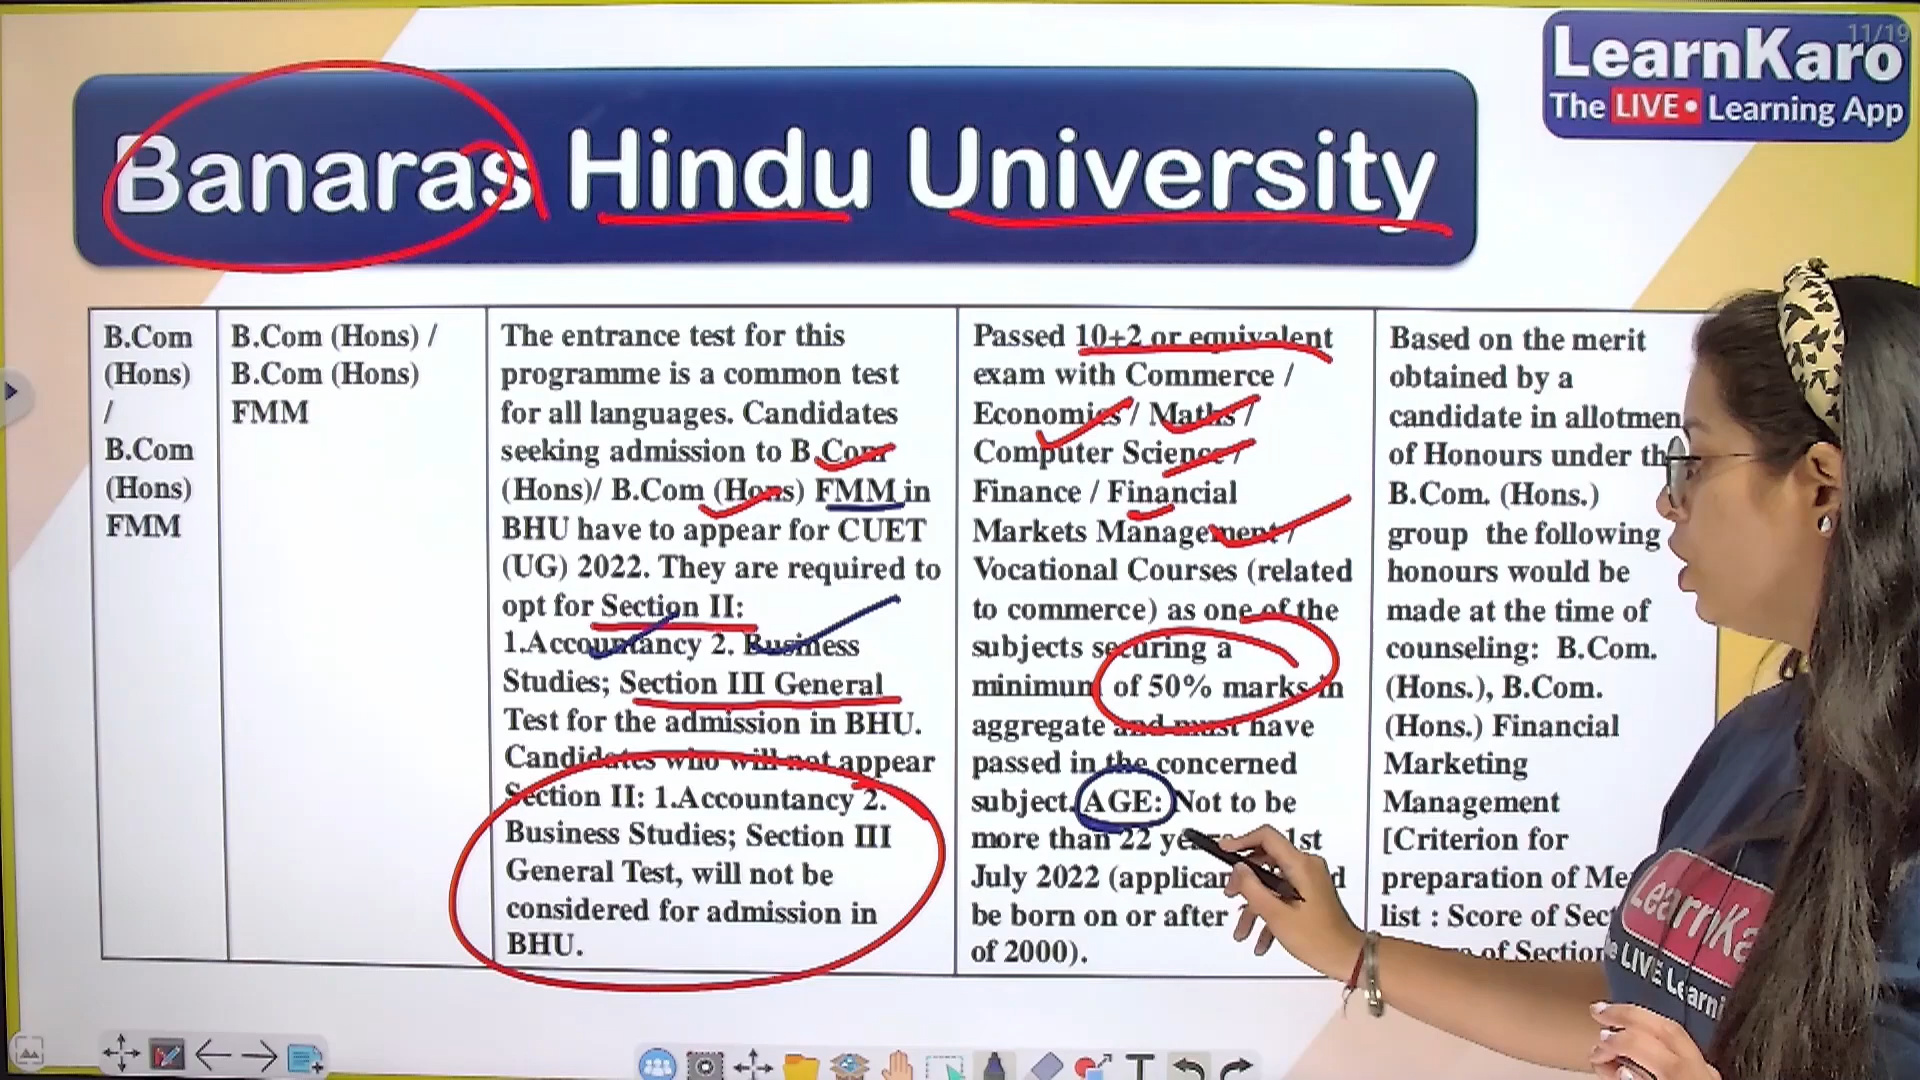 11/19
LearnKaro
The LIVE • Learning App
Banaras Hindu University
B.Com
(Hons)
/
B.Com
(Hons)
FMM
B.Com (Hons) /
B.Com (Hons)
FMM
The entrance test for this
programme is a common test
for all languages. Candidates
seeking admission to B.Com
(Hons)/ B.Com (Hons) FMM in
BHU have to appear for CUET
(UG) 2022. They are required to
opt for Section II:
1.Accountancy 2. Business
Studies; Section III General
Test for the admission in BHU.
Candidates who will not appear
Section II: 1.Accountancy 2.
Business Studies; Section III
General Test, will not be
considered for admission in
BHU.
Passed 10+2 or equivalent
exam with Commerce /
Economics / Maths /
Computer Science /
Finance / Financial
Markets Management /
Vocational Courses (related
to commerce) as one of the
subjects securing a
minimum of 50% marks in
aggregate and must have
passed in the concerned
subject. AGE: Not to be
more than 22 1st
July 2022
be born on or after
of 2000).
Based on the merit
obtained by a
candidate in allotmen
of Honours under th
B.Com. (Hons.)
group the following
honours would be
made at the time of
counseling: B.Com.
(Hons.), B.Com.
(Hons.) Financial
Marketing
Management
[Criterion for
preparation of
list : Score of
of Section
LearnKa
LIVE Learni
T